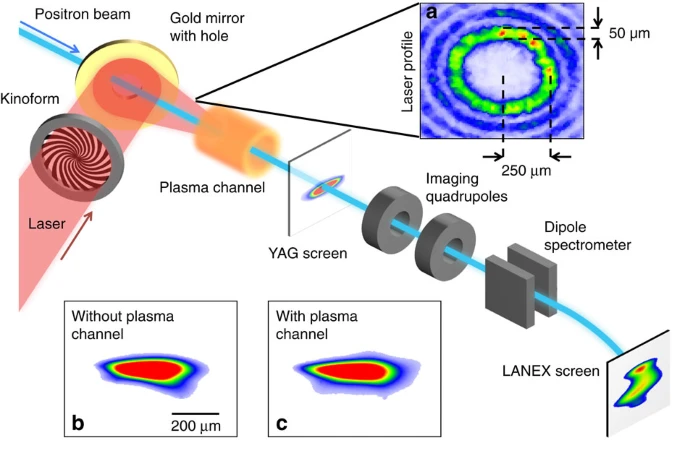 Positron beam
Gold mirror
with hole
a
50 µm
Laser profile
250 µm
Kinoform
Plasma channel
Laser
YAG screen
Imaging
quadrupoles
Dipole
spectrometer
LANEX screen
Without plasma
channel
b
200 µm
With plasma
channel
c